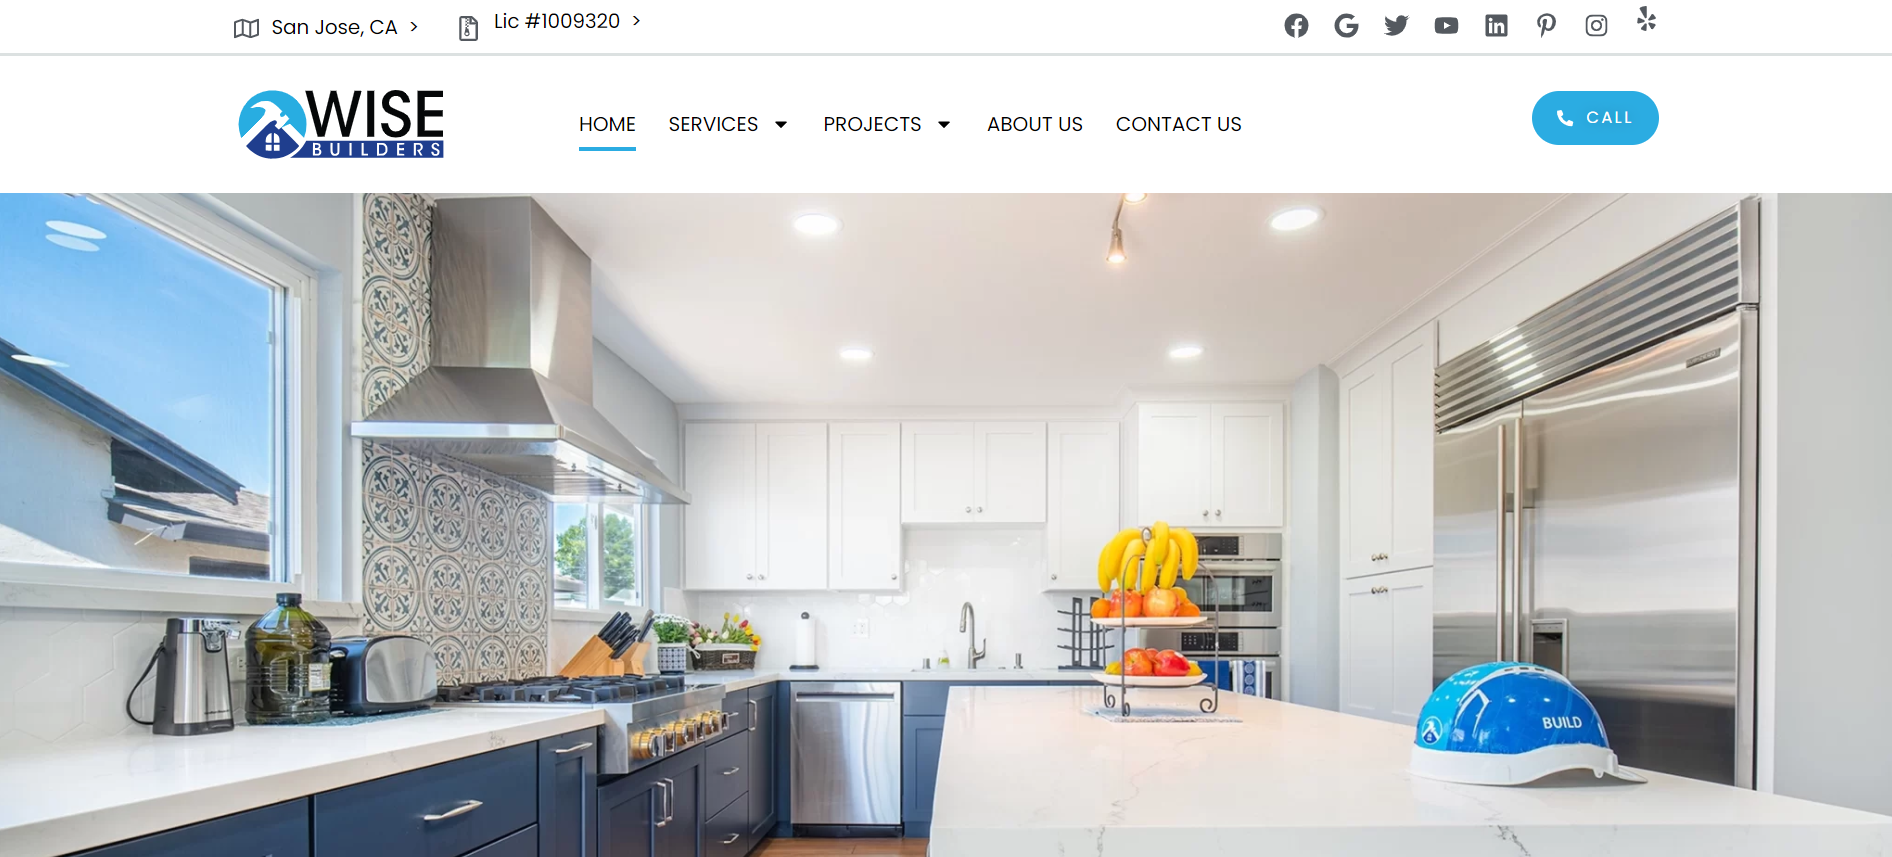 San Jose, CA >
Lic #1009320 >
WISE
BUILDERS
HOME
SERVICES
PROJECTS
ABOUT US
CONTACT US
CALL
BUILD